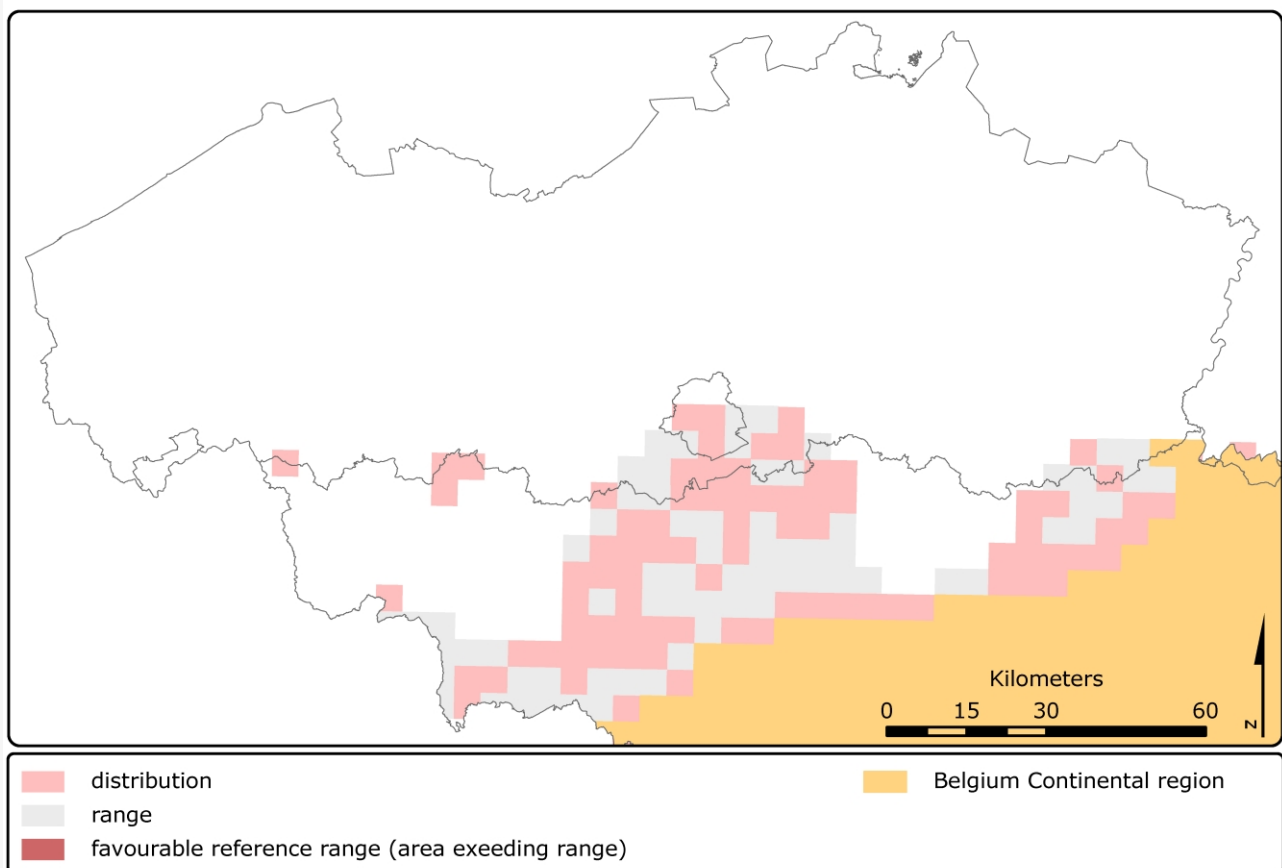 Kilometers
0 15 30 60
N
distribution
range
favourable reference range (area exeeding range)
Belgium Continental region